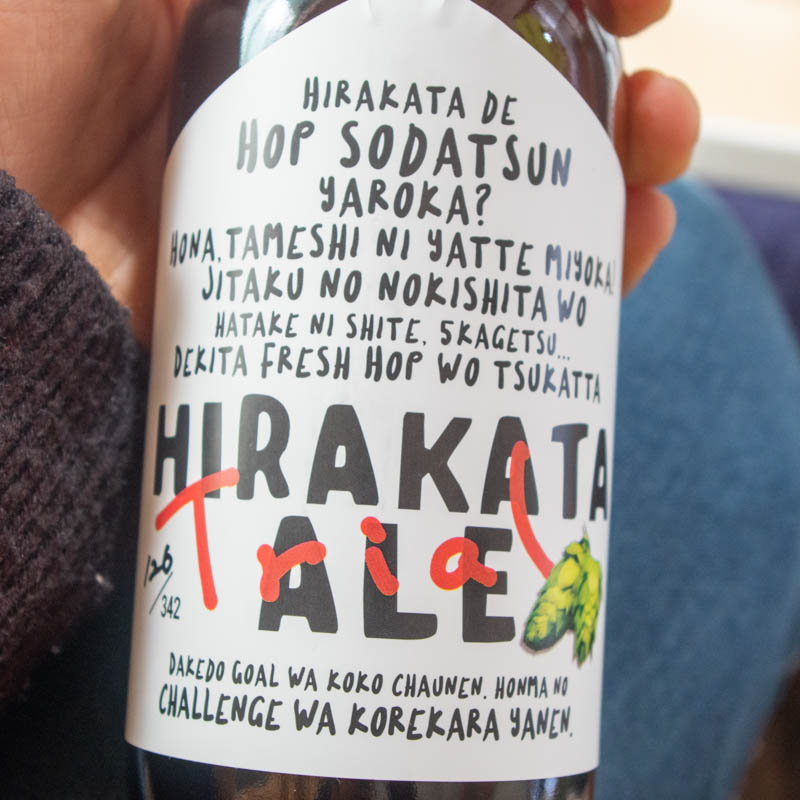 HIRAKATA DE
HOP SODATSUN
YAROKA?
HONA, TAMESHI NI YATTE MIYOKA!
JITAKU NO NOKISHITA WO
HATAKE NI SHITE, 5KAGETSU...
DEKITA FRESH HOP WO TSUKATTA
HIRAKATA
ALE
Trial
126/342
DAKEDO GOAL WA KOKO CHAUNEN. HONMA NO
CHALLENGE WA KOREKARA YANEN.